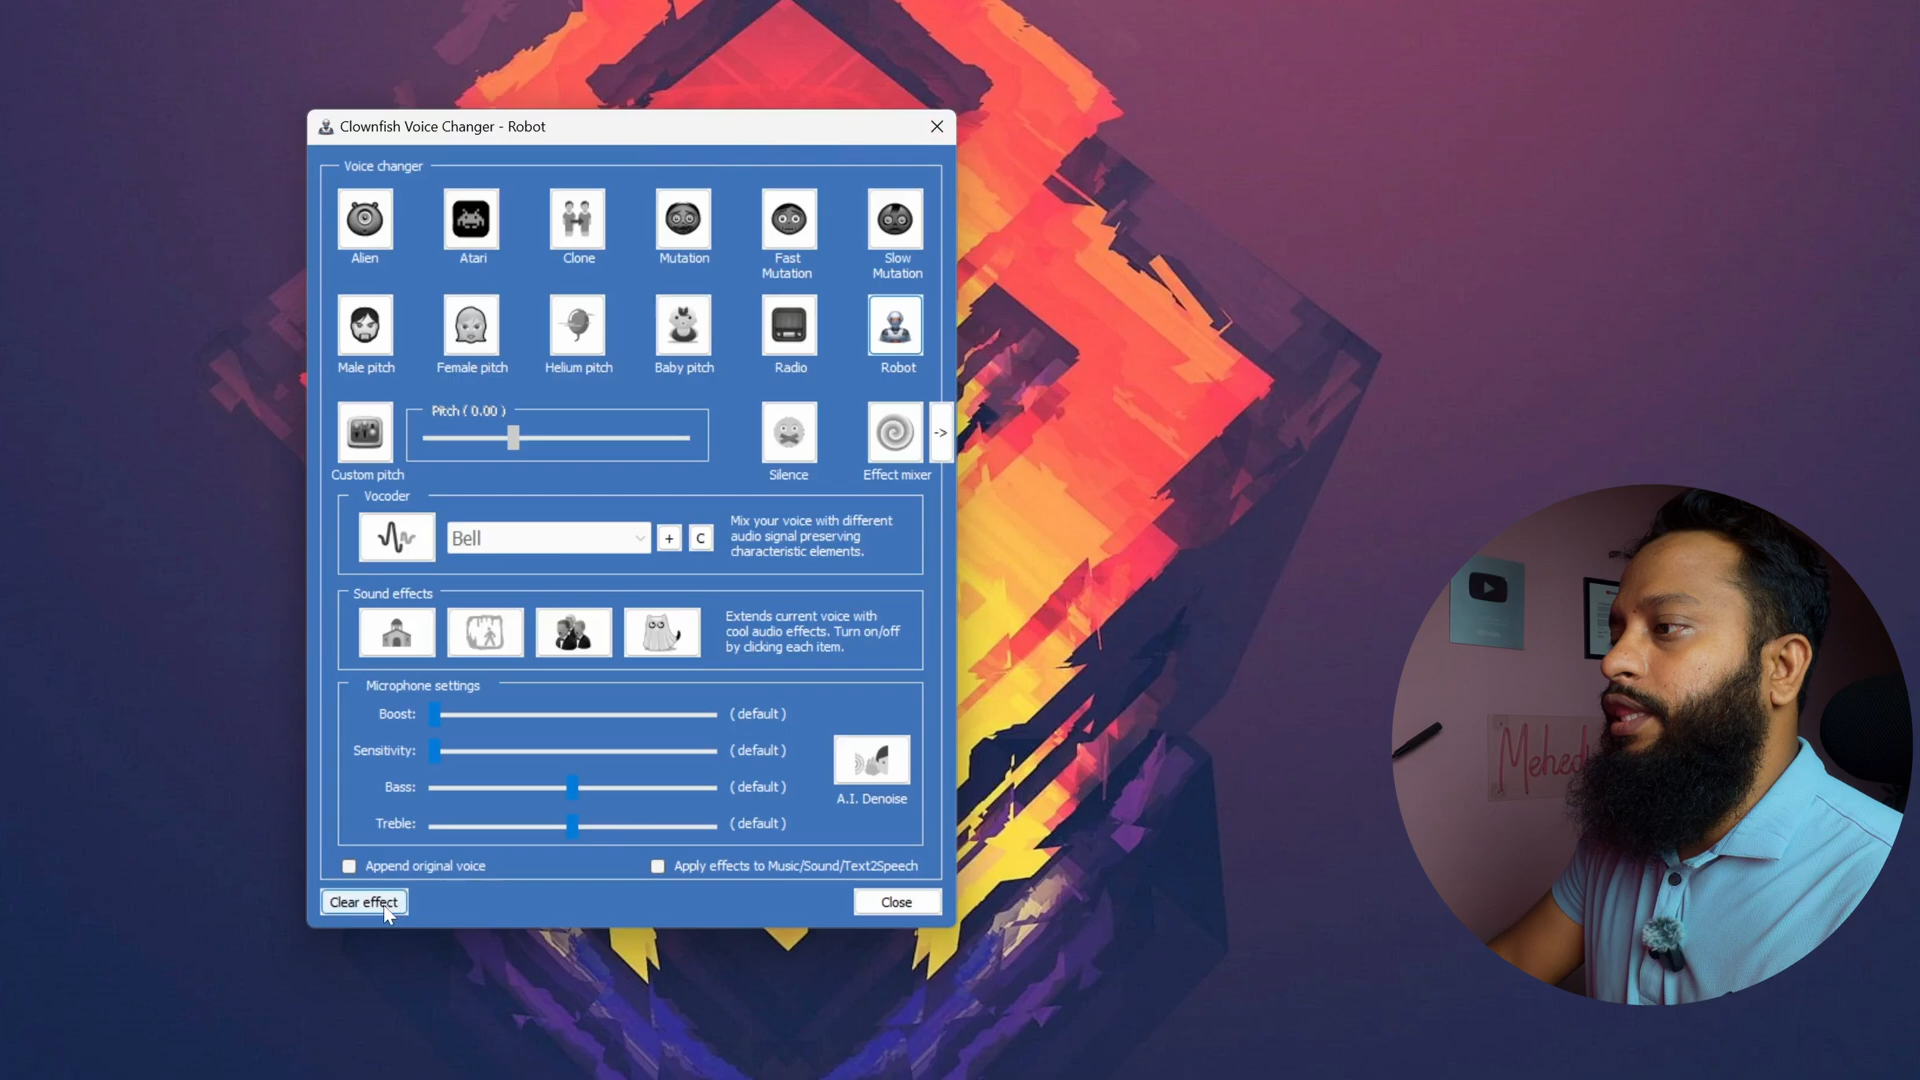 Clownfish Voice Changer - Robot
Voice changer
Alien
Atari
Clone
Mutation
Fast
Mutation
Slow
Mutation
Male pitch
Female pitch
Helium pitch
Baby pitch
Radio
Robot
Pitch ( 0.00 )
->
Custom pitch
Silence
Effect mixer
Vocoder
Bell
+
C
Mix your voice with different
audio signal preserving
characteristic elements.
Sound effects
Extends current voice with
cool audio effects. Turn on/off
by clicking each item.
Microphone settings
Boost:
( default )
Sensitivity:
( default )
Bass:
( default )
A.I. Denoise
Treble:
( default )
Append original voice
Apply effects to Music/Sound/Text2Speech
Clear effect
Close